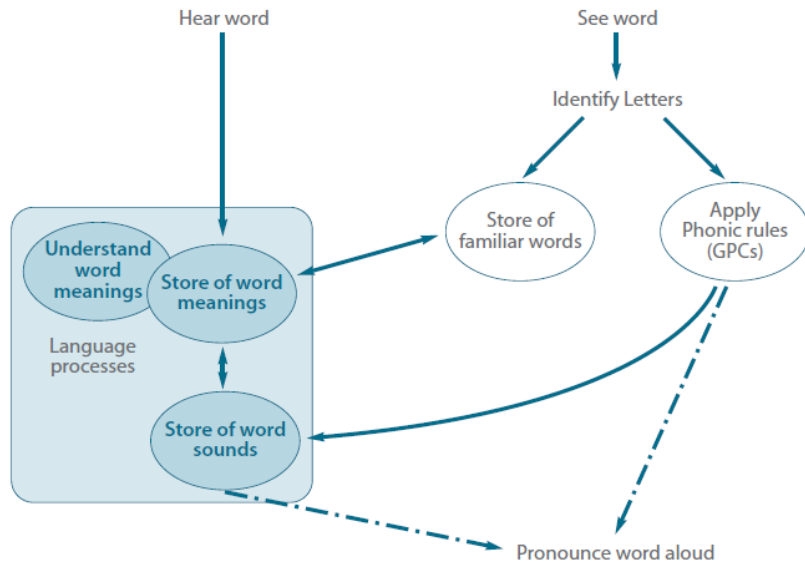 Hear word
See word
Identify Letters
Store of
familiar words
Apply
Phonic rules
(GPCs)
Understand
word
meanings
Store of word
meanings
Language
processes
Store of word
sounds
Pronounce word aloud